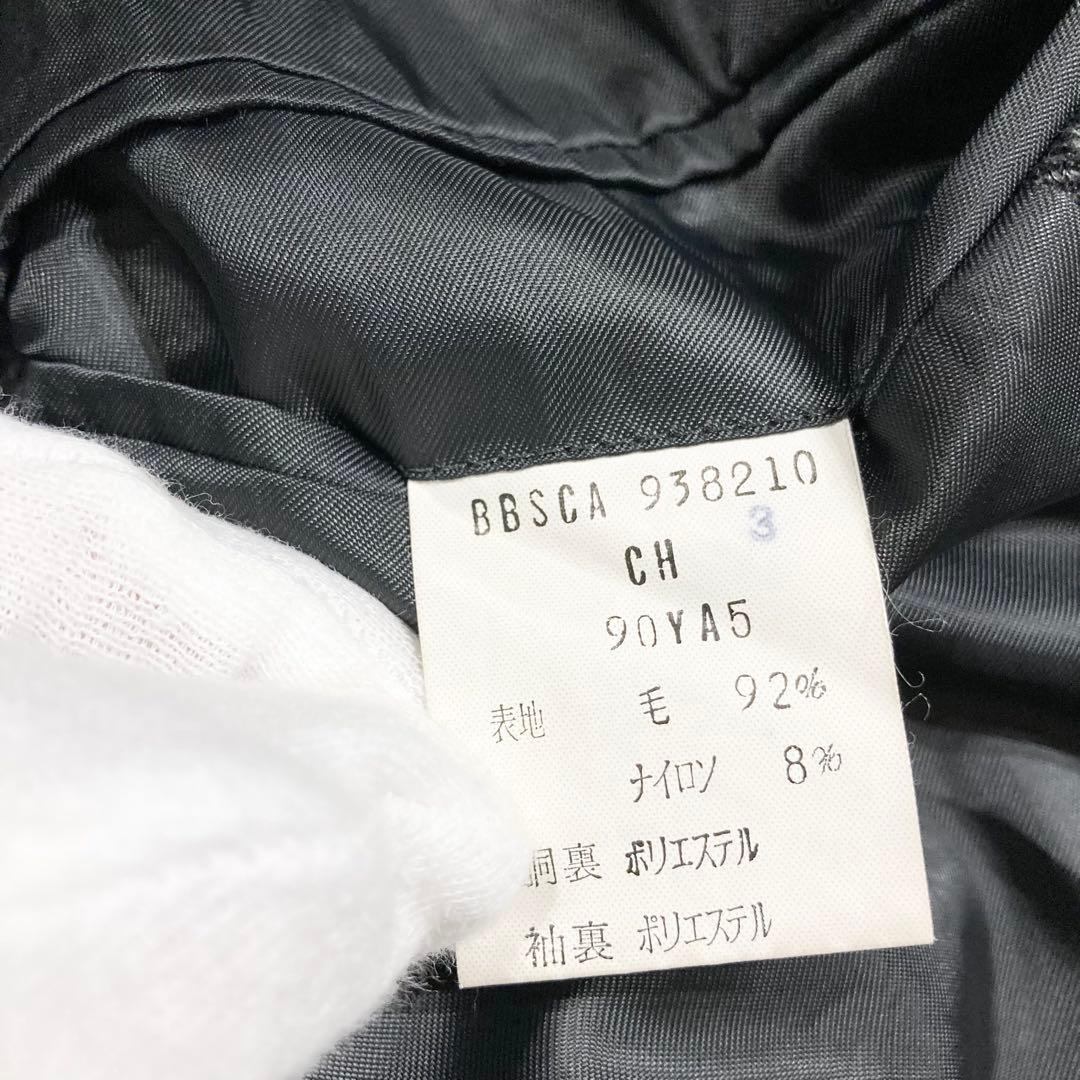 BBSCA 938210
3
CH
90YA5
表地 毛 92%
ナイロン 8%
胴裏 ポリエステル
袖裏 ポリエステル